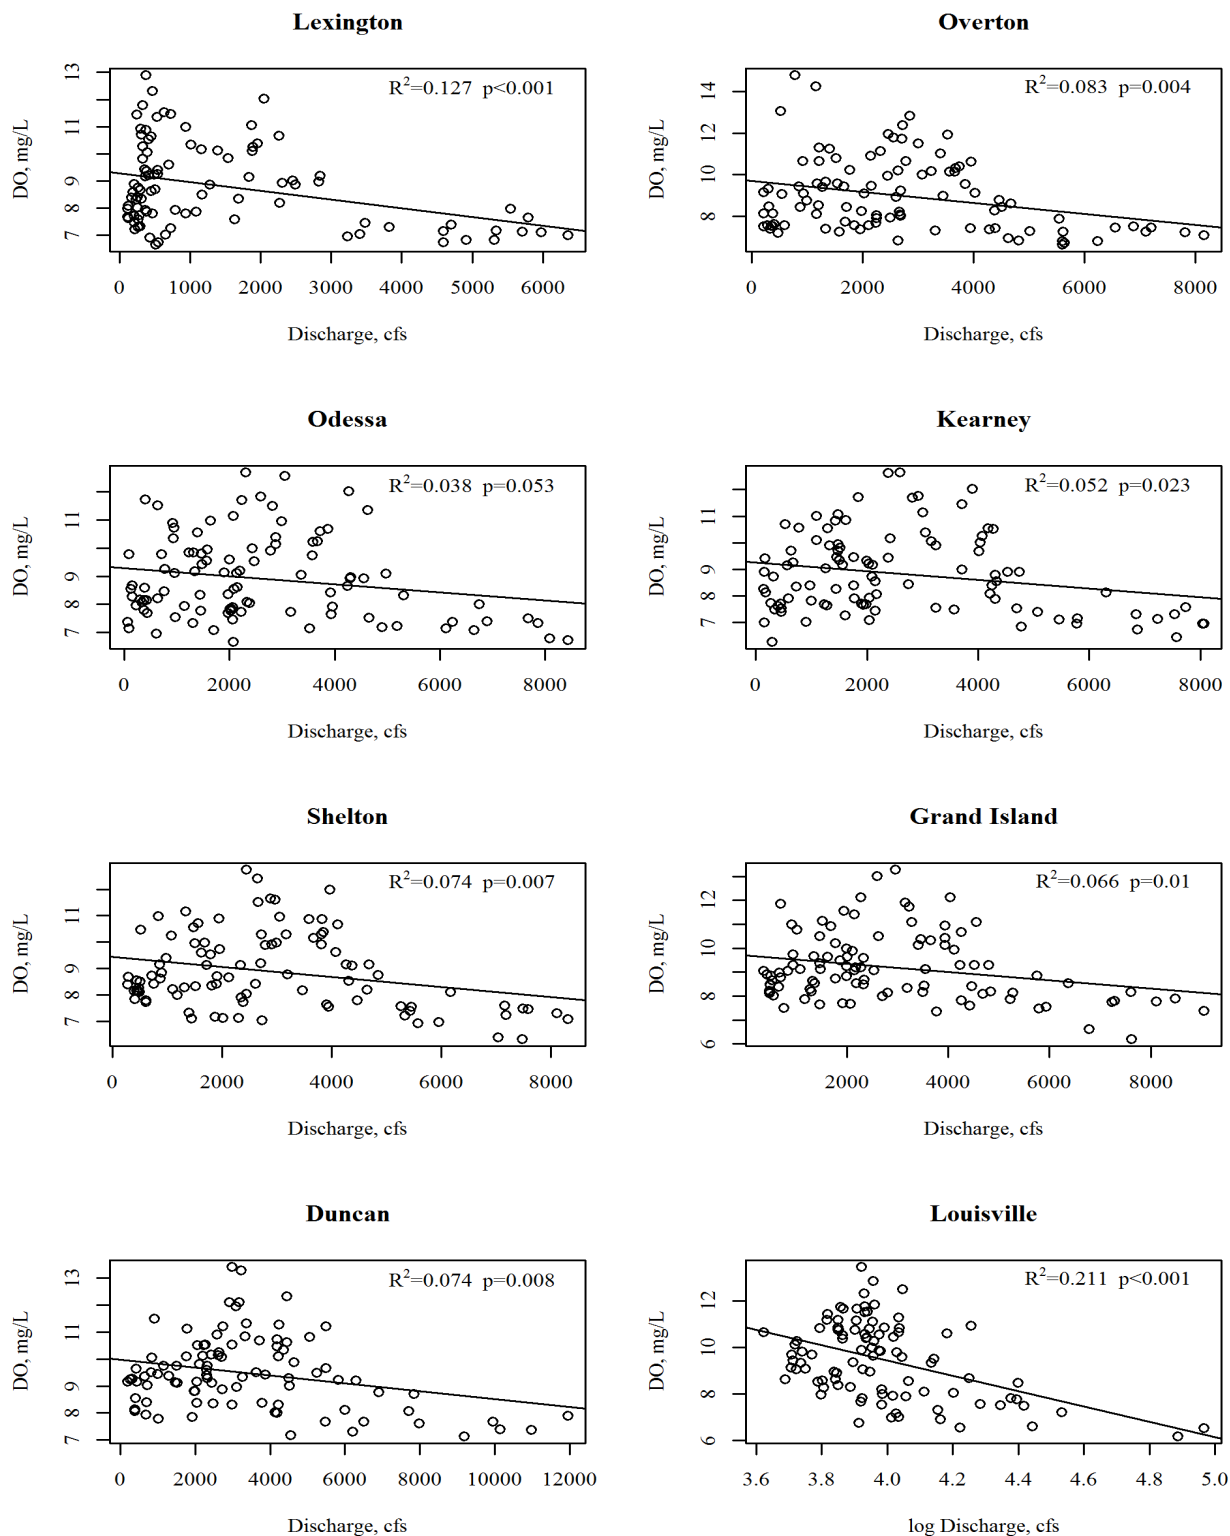 Lexington
R²=0.127 p<0.001
DO, mg/L
13
11
9
8
7
0 1000 2000 3000 4000 5000 6000
Discharge, cfs
Overton
R²=0.083 p=0.004
DO, mg/L
14
12
10
8
0 2000 4000 6000 8000
Discharge, cfs
Odessa
R²=0.038 p=0.053
DO, mg/L
11
9
8
7
0 2000 4000 6000 8000
Discharge, cfs
Kearney
R²=0.052 p=0.023
DO, mg/L
11
9
8
7
0 2000 4000 6000 8000
Discharge, cfs
Shelton
R²=0.074 p=0.007
DO, mg/L
11
9
8
7
0 2000 4000 6000 8000
Discharge, cfs
Grand Island
R²=0.066 p=0.01
DO, mg/L
12
10
8
6
2000 4000 6000 8000
Discharge, cfs
Duncan
R²=0.074 p=0.008
DO, mg/L
13
11
9
8
7
0 2000 4000 6000 8000 10000 12000
Discharge, cfs
Louisville
R²=0.211 p<0.001
DO, mg/L
12
10
8
6
3.6 3.8 4.0 4.2 4.4 4.6 4.8 5.0
log Discharge, cfs